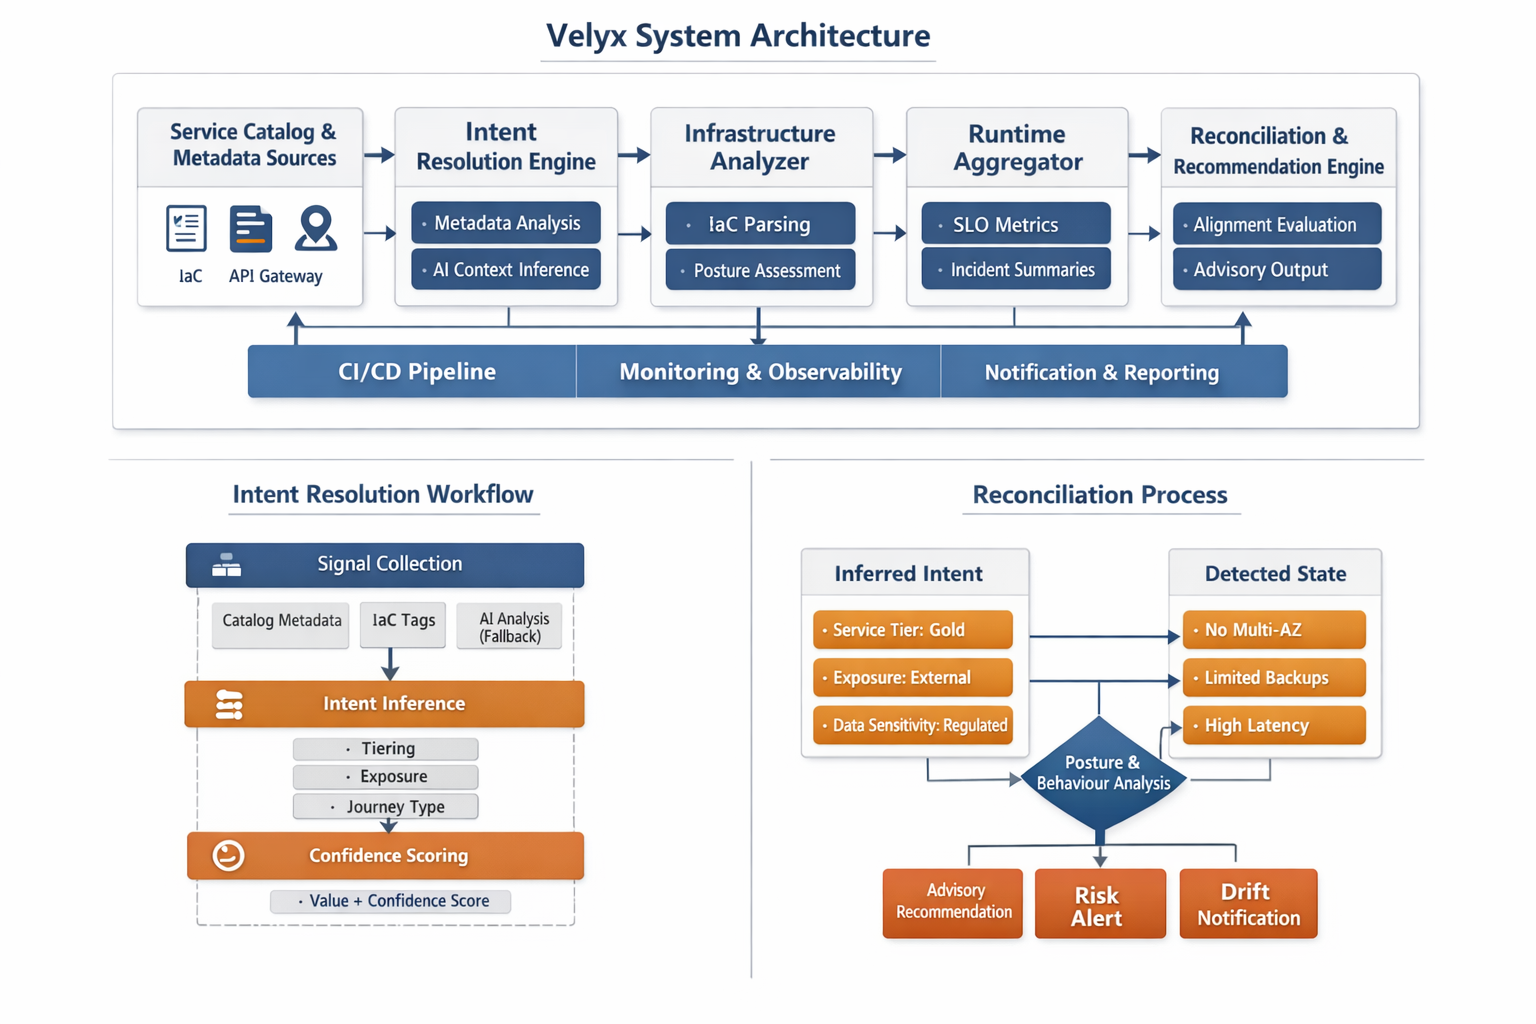 Velyx System Architecture
Service Catalog &
Metadata Sources
IaC
API Gateway
Intent
Resolution Engine
· Metadata Analysis
· AI Context Inference
Infrastructure
Analyzer
· IaC Parsing
· Posture Assessment
Runtime
Aggregator
· SLO Metrics
· Incident Summaries
Reconciliation &
Recommendation Engine
· Alignment Evaluation
· Advisory Output
CI/CD Pipeline
Monitoring & Observability
Notification & Reporting
Intent Resolution Workflow
Signal Collection
Catalog Metadata
IaC Tags
AI Analysis
(Fallback)
Intent Inference
· Tiering
· Exposure
· Journey Type
Confidence Scoring
· Value + Confidence Score
Reconciliation Process
Inferred Intent
· Service Tier: Gold
· Exposure: External
· Data Sensitivity: Regulated
Detected State
· No Multi-AZ
· Limited Backups
· High Latency
Posture &
Behaviour Analysis
Advisory
Recommendation
Risk
Alert
Drift
Notification